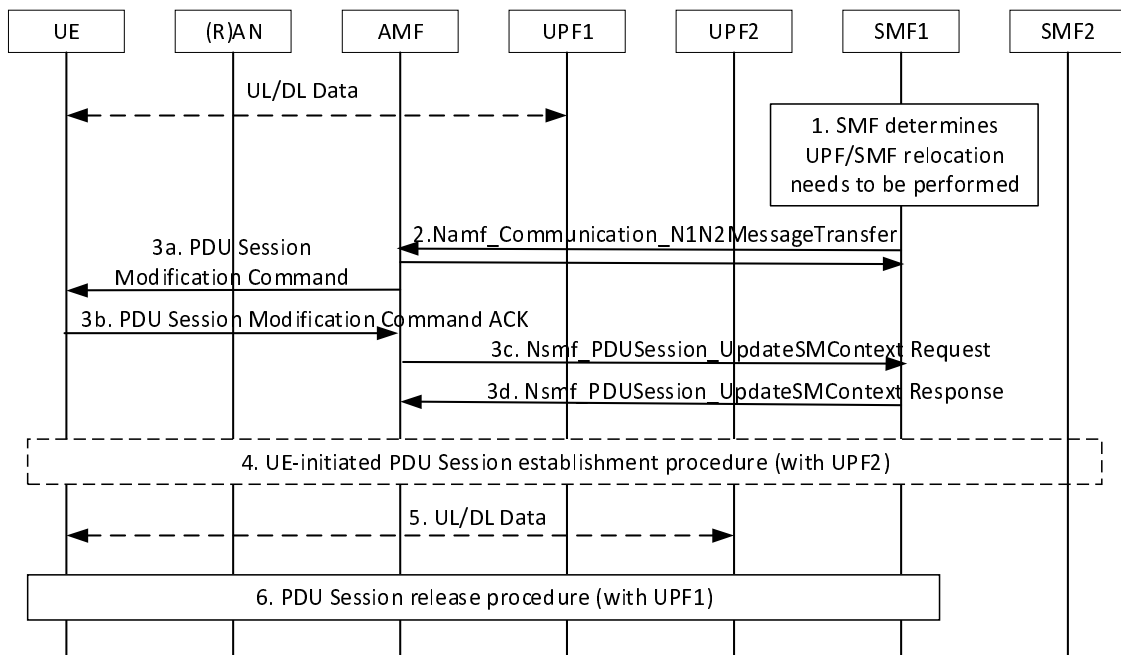 UE
(R)AN
AMF
UPF1
UPF2
SMF1
SMF2
UL/DL Data
1. SMF determines
UPF/SMF relocation
needs to be performed
2.Namf_Communication_N1N2MessageTransfer
3a. PDU Session
Modification Command
3b. PDU Session Modification Command ACK
3c. Nsmf_PDUSession_UpdateSMContext Request
3d. Nsmf_PDUSession_UpdateSMContext Response
4. UE-initiated PDU Session establishment procedure (with UPF2)
5. UL/DL Data
6. PDU Session release procedure (with UPF1)